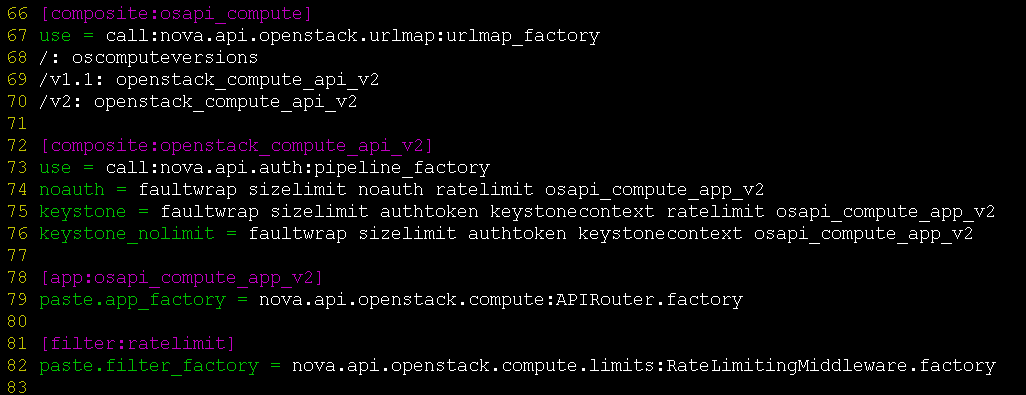 66 [composite:osapi_compute]
67 use = call:nova.api.openstack.urlmap:urlmap_factory
68 /: oscomputeversions
69 /v1.1: openstack_compute_api_v2
70 /v2: openstack_compute_api_v2
71
72 [composite:openstack_compute_api_v2]
73 use = call:nova.api.auth:pipeline_factory
74 noauth = faultwrap sizelimit noauth ratelimit osapi_compute_app_v2
75 keystone = faultwrap sizelimit authtoken keystonecontext ratelimit osapi_compute_app_v2
76 keystone_nolimit = faultwrap sizelimit authtoken keystonecontext osapi_compute_app_v2
77
78 [app:osapi_compute_app_v2]
79 paste.app_factory = nova.api.openstack.compute:APIRouter.factory
80
81 [filter:ratelimit]
82 paste.filter_factory = nova.api.openstack.compute.limits:RateLimitingMiddleware.factory
83